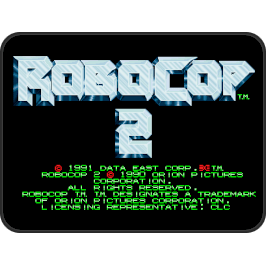 ROBOCOP TM.
2
© 1991 DATA EAST CORP. TM.
ROBOCOP 2 © 1990 ORION PICTURES
CORPORATION.
ALL RIGHTS RESERVED.
ROBOCOP T.M. T.M. DESIGNATES A TRADEMARK
OF ORION PICTURES CORPORATION.
LICENSING REPRESENTATIVE: CLC